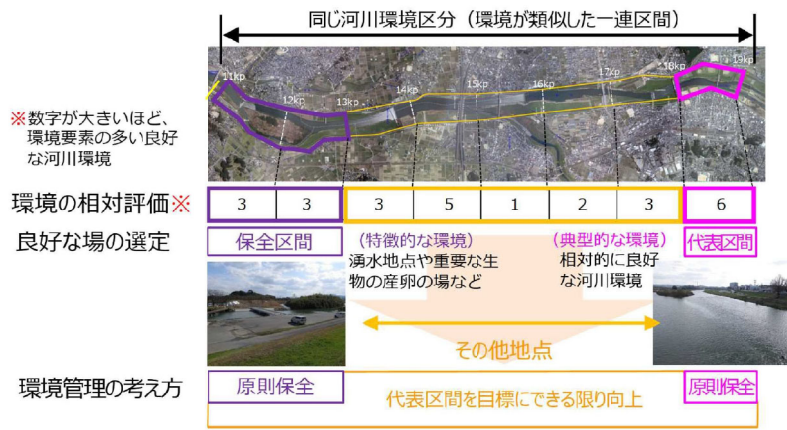 同じ河川環境区分（環境が類似した一連区間）
11kp
12kp
13kp
14kp
15kp
16kp
17kp
18kp
19kp
※数字が大きいほど、
環境要素の多い良好
な河川環境
環境の相対評価※
3 3 3 5 1 2 3 6
良好な場の選定
保全区間
（特徴的な環境）
湧水地点や重要な生
物の産卵の場など
（典型的な環境）
相対的に良好
な河川環境
代表区間
その他地点
環境管理の考え方
原則保全
代表区間を目標にできる限り向上
原則保全